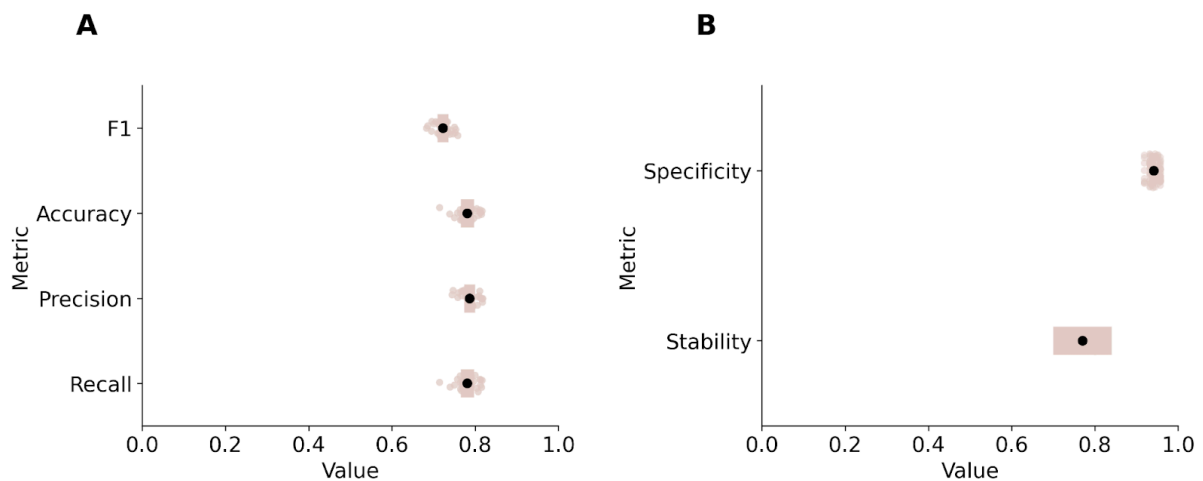 A
Metric
F1
Accuracy
Precision
Recall
0.0 0.2 0.4 0.6 0.8 1.0
Value
B
Metric
Specificity
Stability
0.0 0.2 0.4 0.6 0.8 1.0
Value